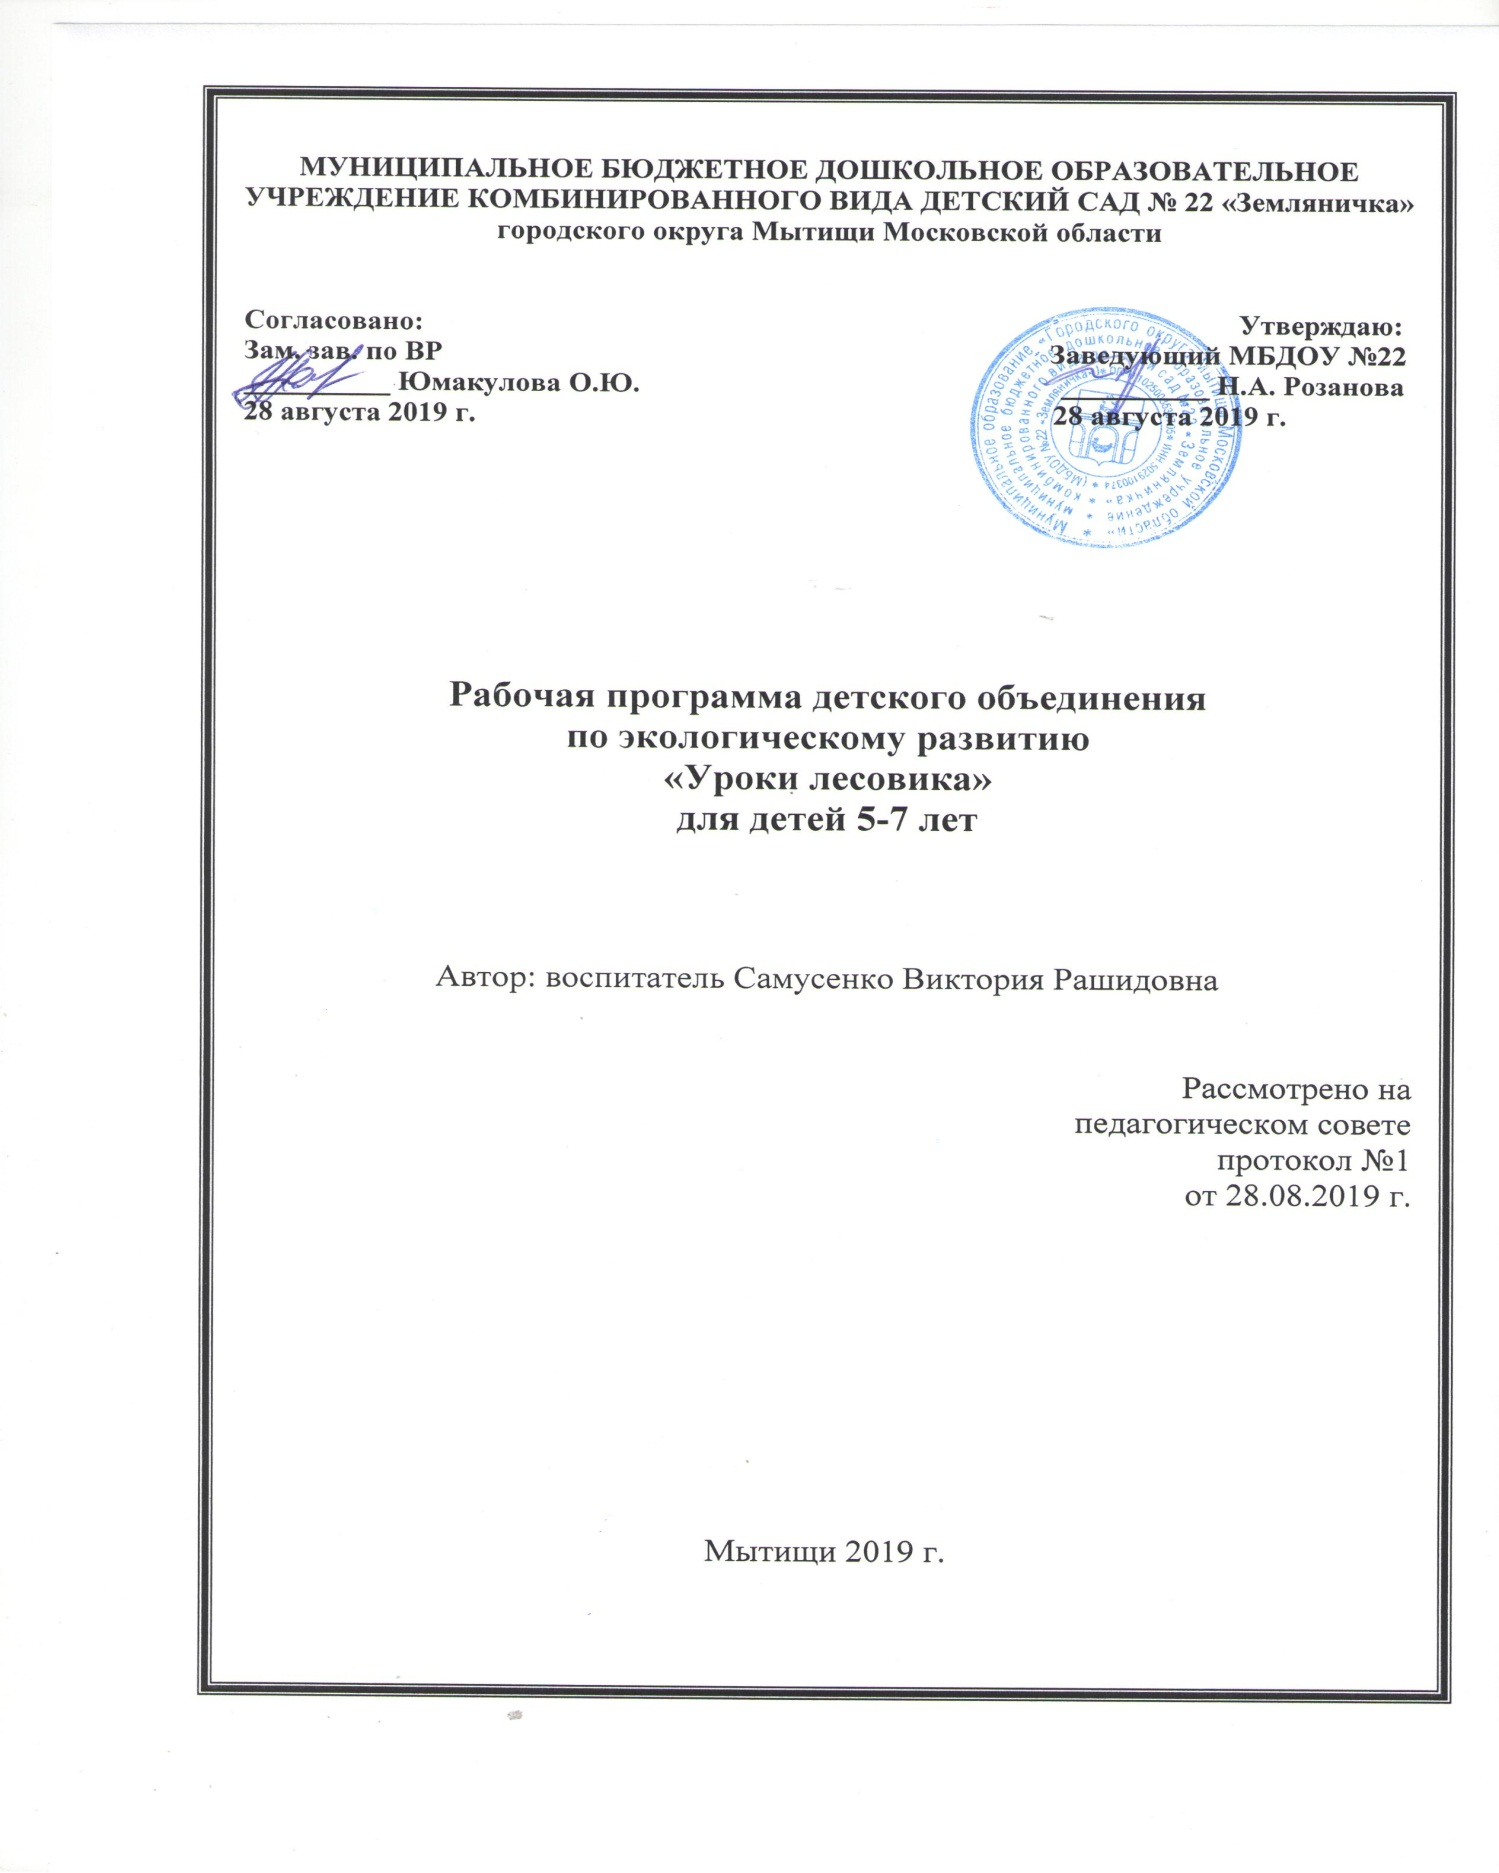 МУНИЦИПАЛЬНОЕ БЮДЖЕТНОЕ ДОШКОЛЬНОЕ ОБРАЗОВАТЕЛЬНОЕ
УЧРЕЖДЕНИЕ КОМБИНИРОВАННОГО ВИДА ДЕТСКИЙ САД № 22 «Земляничка»
городского округа Мытищи Московской области
Согласовано:
Зам. зав. по ВР
Юмакулова О.Ю.
28 августа 2019 г.
Утверждаю:
Заведующий МБДОУ №22
Н.А. Розанова
28 августа 2019 г.
Рабочая программа детского объединения
по экологическому развитию
«Уроки лесовика»
для детей 5-7 лет
Автор: воспитатель Самусенко Виктория Рашидовна
Рассмотрено на
педагогическом совете
протокол №1
от 28.08.2019 г.
Мытищи 2019 г.